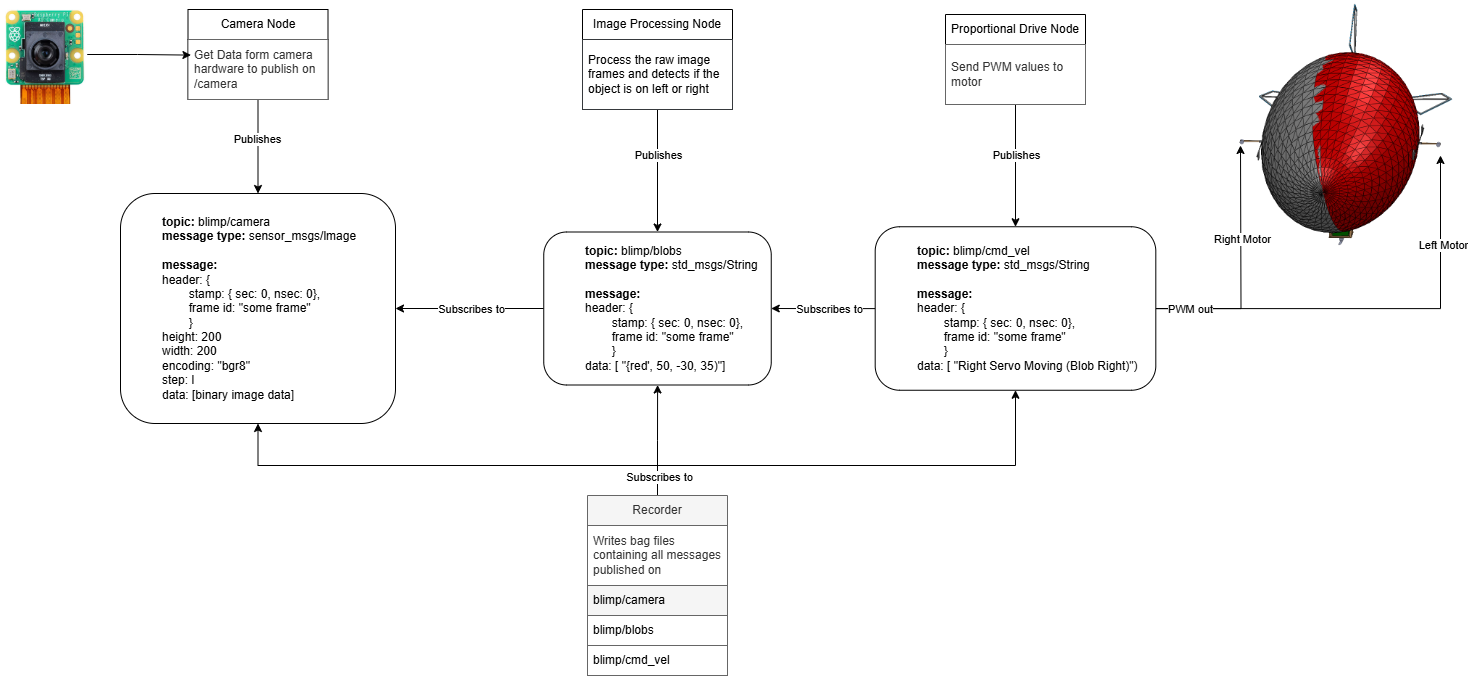 Camera Node
Get Data form camera
hardware to publish on
/camera
Publishes
topic: blimp/camera
message type: sensor_msgs/Image
message:
header: {
stamp: { sec: 0, nsec: 0},
frame id: "some frame"
}
height: 200
width: 200
encoding: "bgr8"
step: I
data: [binary image data]
Subscribes to
Image Processing Node
Process the raw image
frames and detects if the
object is on left or right
Publishes
topic: blimp/blobs
message type: std_msgs/String
message:
header: {
stamp: { sec: 0, nsec: 0},
frame id: "some frame"
}
data: [ "{red', 50, -30, 35)"]
Subscribes to
Proportional Drive Node
Send PWM values to
motor
Publishes
topic: blimp/cmd_vel
message type: std_msgs/String
message:
header: {
stamp: { sec: 0, nsec: 0},
frame id: "some frame"
}
data: [ "Right Servo Moving (Blob Right)")
PWM out
Right Motor
Left Motor
Subscribes to
Recorder
Writes bag files
containing all messages
published on
blimp/camera
blimp/blobs
blimp/cmd_vel